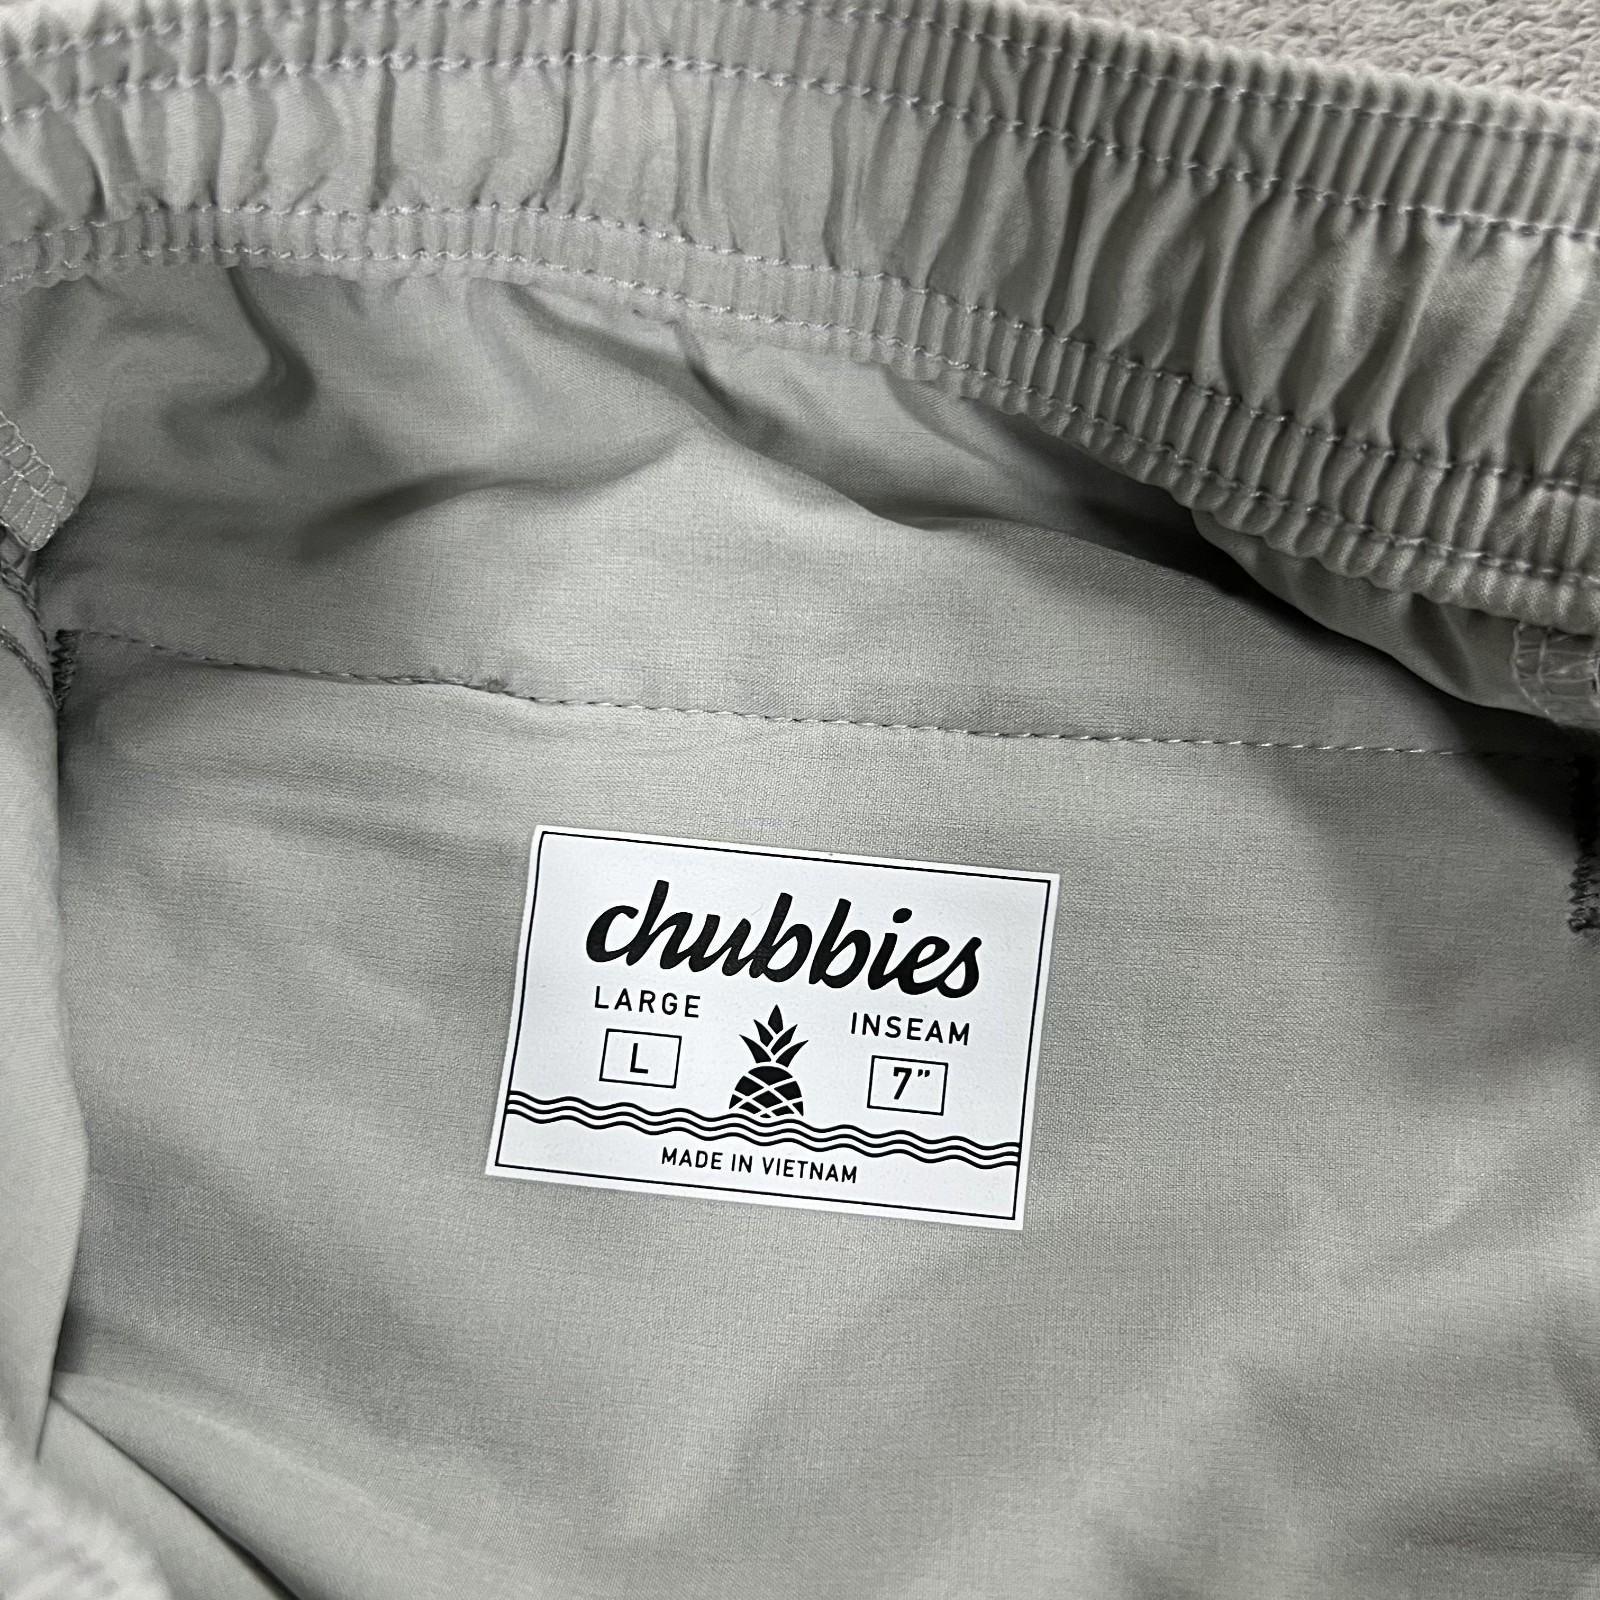 chubbies
LARGE
L
INSEAM
7"
MADE IN VIETNAM